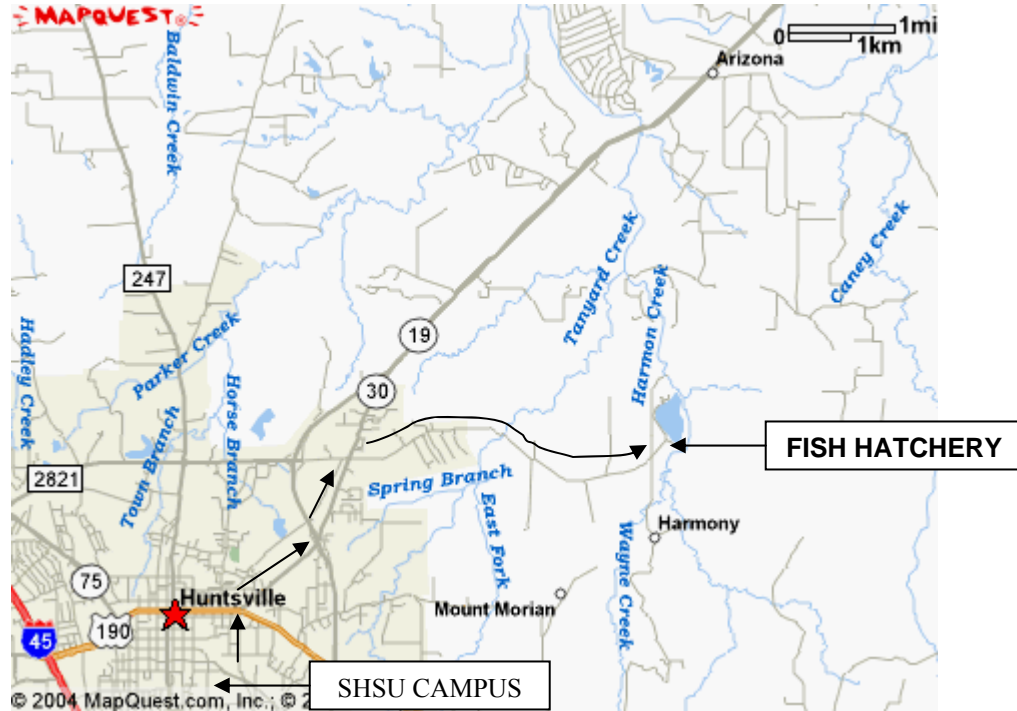 MAPQUEST
0 1mi
1km
Arizona
Baldwin Creek
247
Caney Creek
Tanyard Creek
Harmon Creek
19
Hadley Creek
Parker Creek
Horse Branch
30
FISH HATCHERY
2821
Town Branch
Spring Branch
East Fork
Harmony
Wayne Creek
75
Huntsville
Mount Morian
190
45
SHSU CAMPUS
© 2004 MapQuest.com, Inc.; © 2